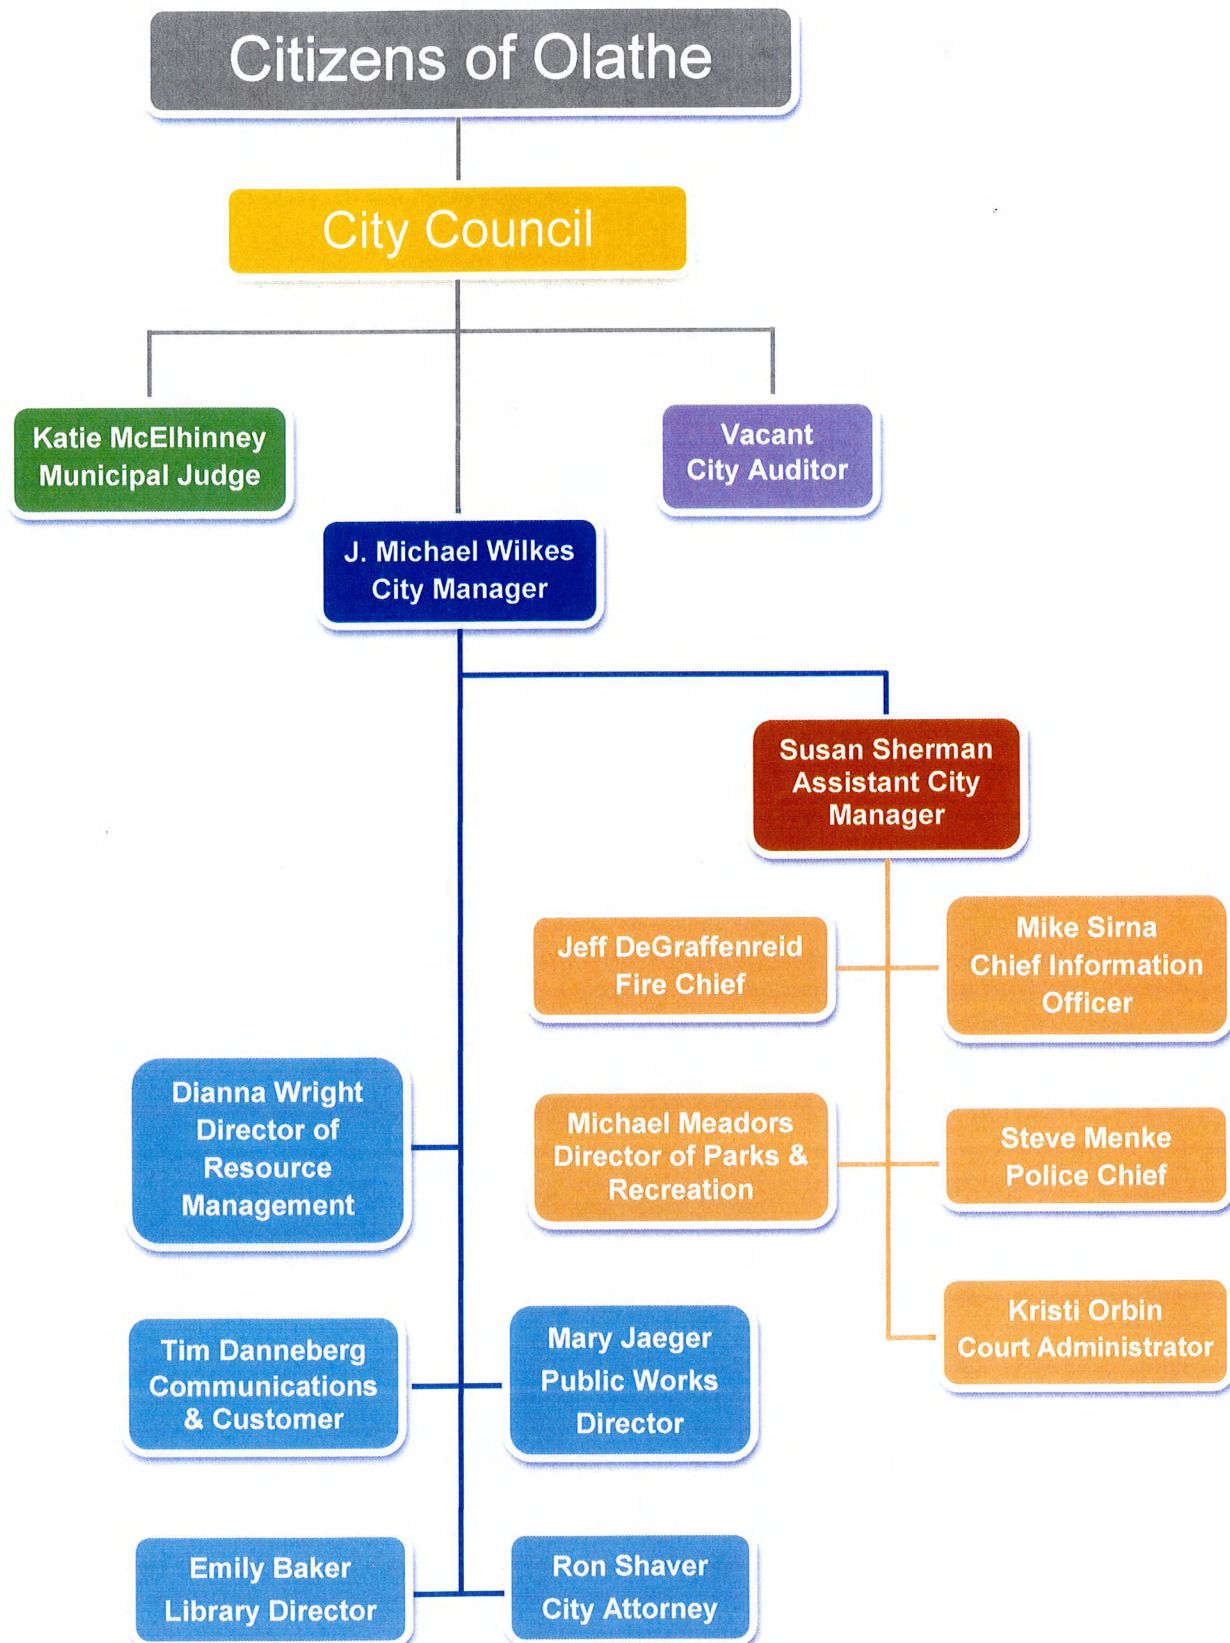 Citizens of Olathe
City Council
Katie McElhinney
Municipal Judge
Vacant
City Auditor
J. Michael Wilkes
City Manager
Susan Sherman
Assistant City
Manager
Jeff DeGraffenreid
Fire Chief
Mike Sirna
Chief Information
Officer
Dianna Wright
Director of
Resource
Management
Michael Meadors
Director of Parks &
Recreation
Steve Menke
Police Chief
Tim Danneberg
Communications
& Customer
Mary Jaeger
Public Works
Director
Kristi Orbin
Court Administrator
Emily Baker
Library Director
Ron Shaver
City Attorney